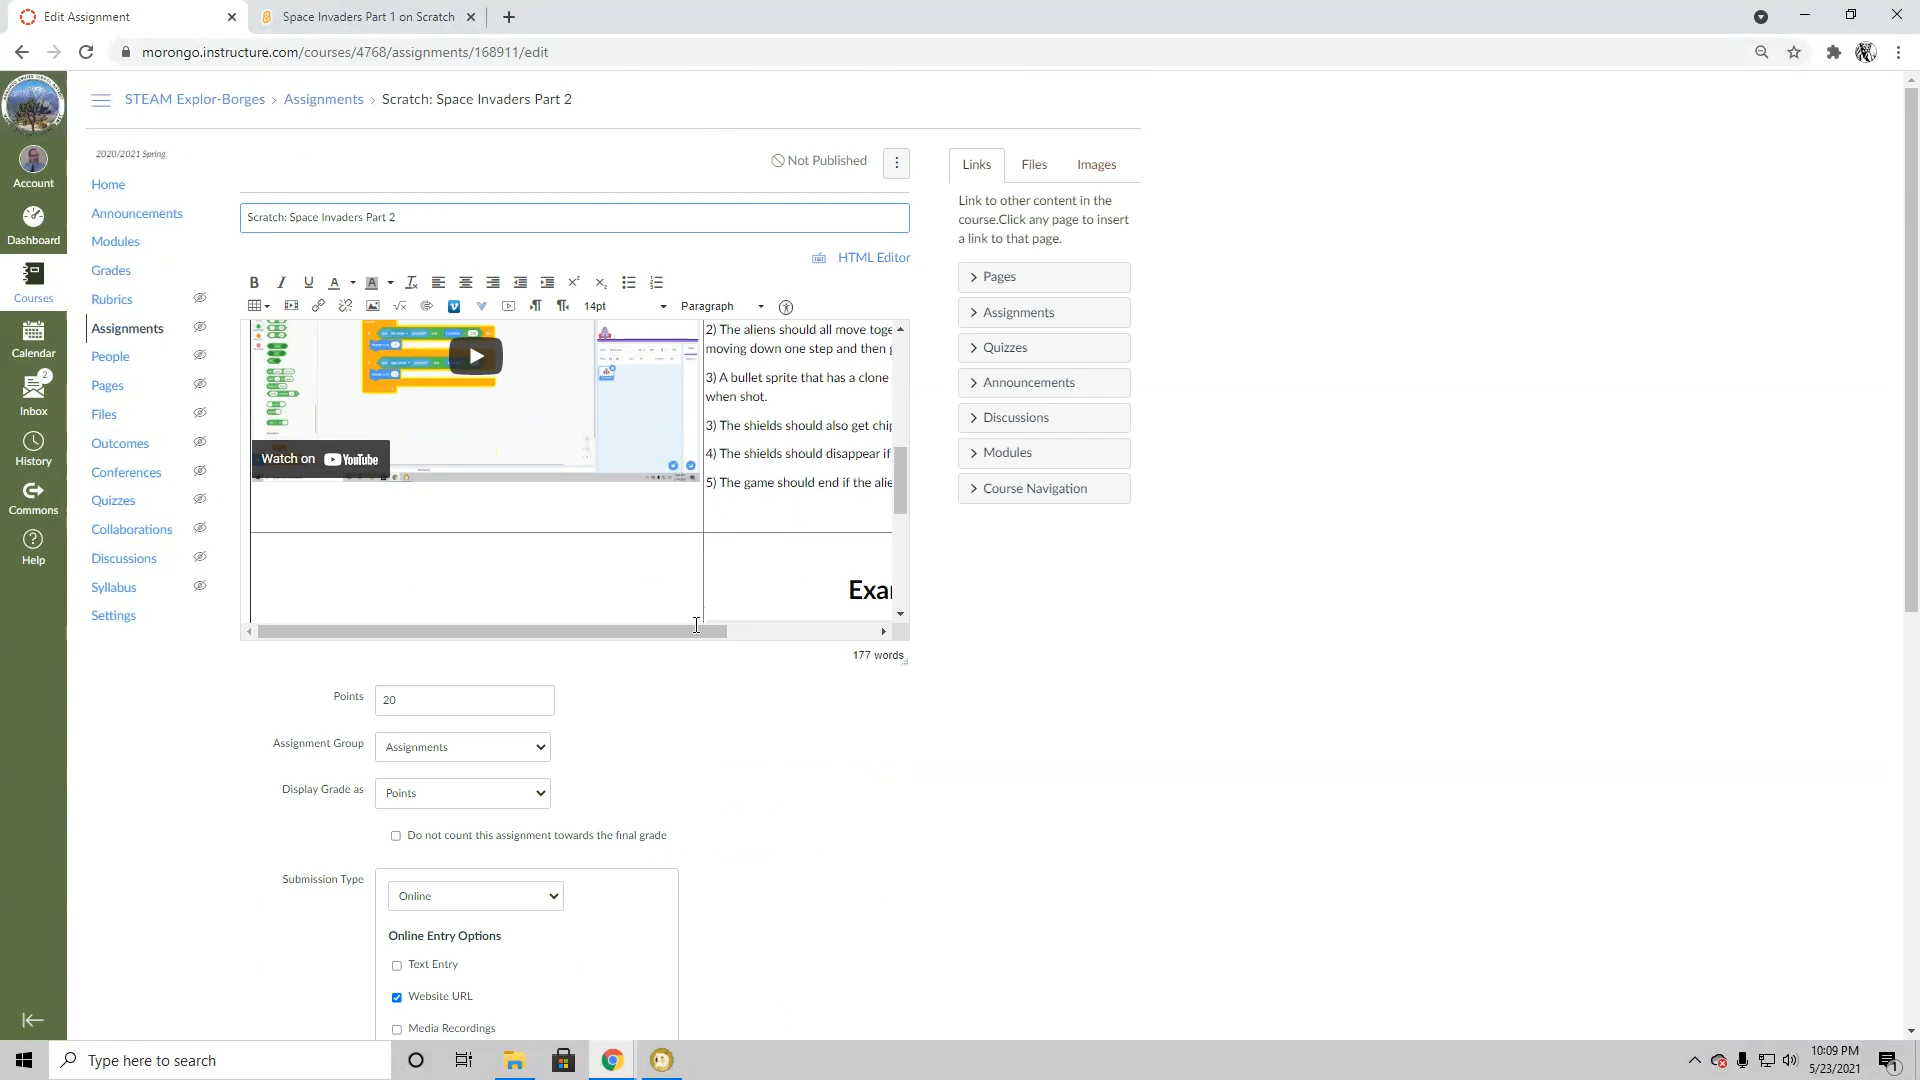 Edit Assignment
Space Invaders Part 1 on Scratch
morongo.instructure.com/courses/4768/assignments/168911/edit
STEAM Explor-Borges > Assignments > Scratch: Space Invaders Part 2
2020/2021 Spring
Account
Dashboard
Courses
Calendar
2
Inbox
History
Commons
Help
Home
Announcements
Modules
Grades
Rubrics
Assignments
People
Pages
Files
Outcomes
Conferences
Quizzes
Collaborations
Discussions
Syllabus
Settings
Not Published
Scratch: Space Invaders Part 2
HTML Editor
14pt
Paragraph
2) The aliens should all move toge
moving down one step and then
3) A bullet sprite that has a clone
when shot.
3) The shields should also get chip
4) The shields should disappear if
5) The game should end if the alie
Watch on YouTube
Exa
177 words
Points
20
Assignment Group
Assignments
Display Grade as
Points
Do not count this assignment towards the final grade
Submission Type
Online
Online Entry Options
Text Entry
Website URL
Media Recordings
Links
Files
Images
Link to other content in the
course.Click any page to insert
a link to that page.
Pages
Assignments
Quizzes
Announcements
Discussions
Modules
Course Navigation
Type here to search
10:09 PM
5/23/2021
1